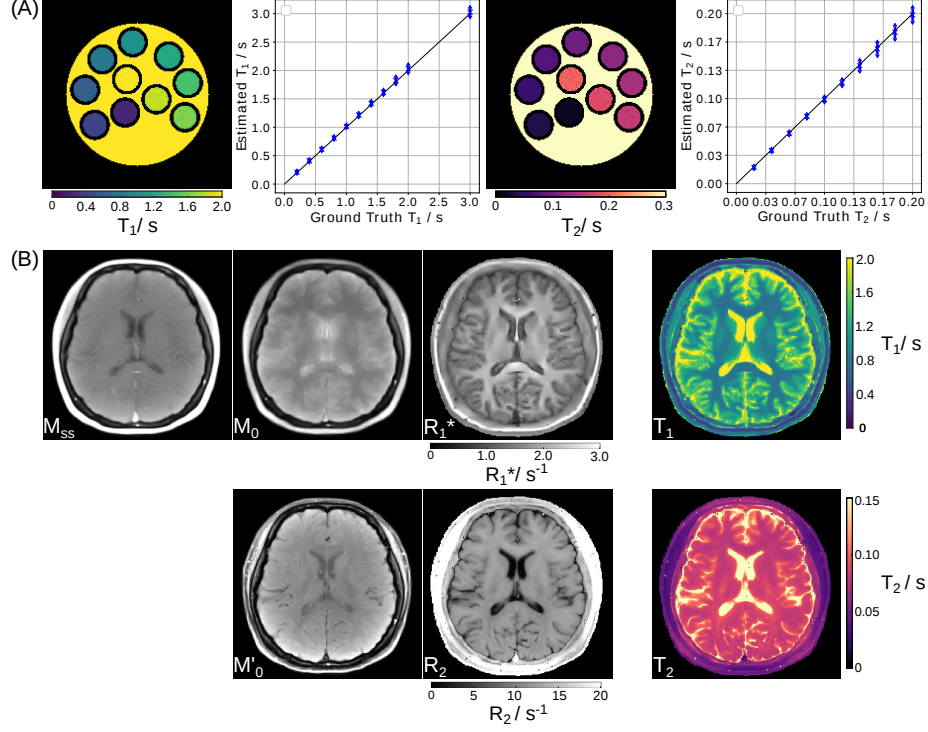 (A)
Estimated T1 / s
3.0
2.5
2.0
1.5
1.0
0.5
0.0
0.0 0.5 1.0 1.5 2.0 2.5 3.0
Ground Truth T1 / s
0 0.4 0.8 1.2 1.6 2.0
T1/ s
0 0.1 0.2 0.3
T2/ s
Estimated T2 / s
0.20
0.17
0.13
0.10
0.07
0.03
0.00
0.00 0.03 0.07 0.10 0.13 0.17 0.20
Ground Truth T2 / s
(B)
Mss
M0
R1*
0 1.0 2.0 3.0
R1*/ s-1
T1
2.0
1.6
1.2
0.8
0.4
0
T1/ s
M'0
R2
0 5 10 15 20
R2 / s-1
T2
0.15
0.10
0.05
0
T2 / s